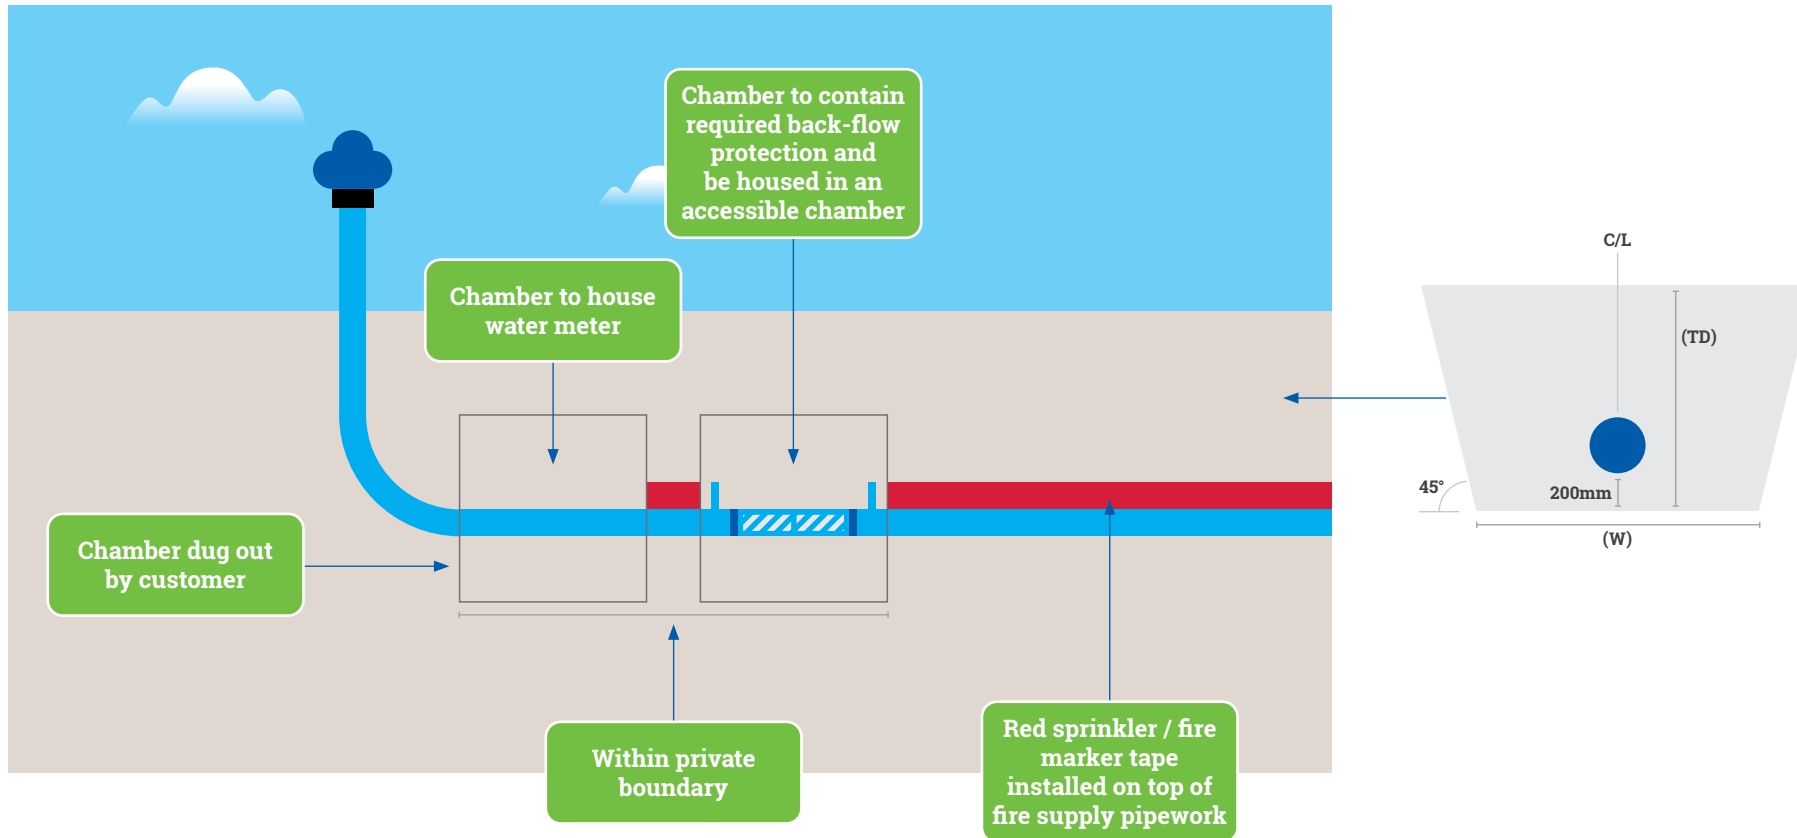 Chamber to contain
required back-flow
protection and
be housed in an
accessible chamber
Chamber to house
water meter
Chamber dug out
by customer
Within private
boundary
Red sprinkler / fire
marker tape
installed on top of
fire supply pipework
C/L
(TD)
45°
200mm
(W)